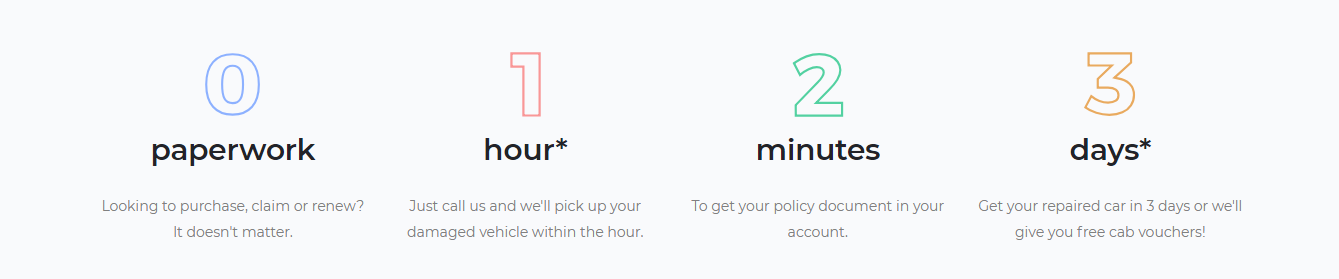 0
paperwork
Looking to purchase, claim or renew?
It doesn't matter.
1
hour*
Just call us and we'll pick up your
damaged vehicle within the hour.
2
minutes
To get your policy document in your
account.
3
days*
Get your repaired car in 3 days or we'll
give you free cab vouchers!